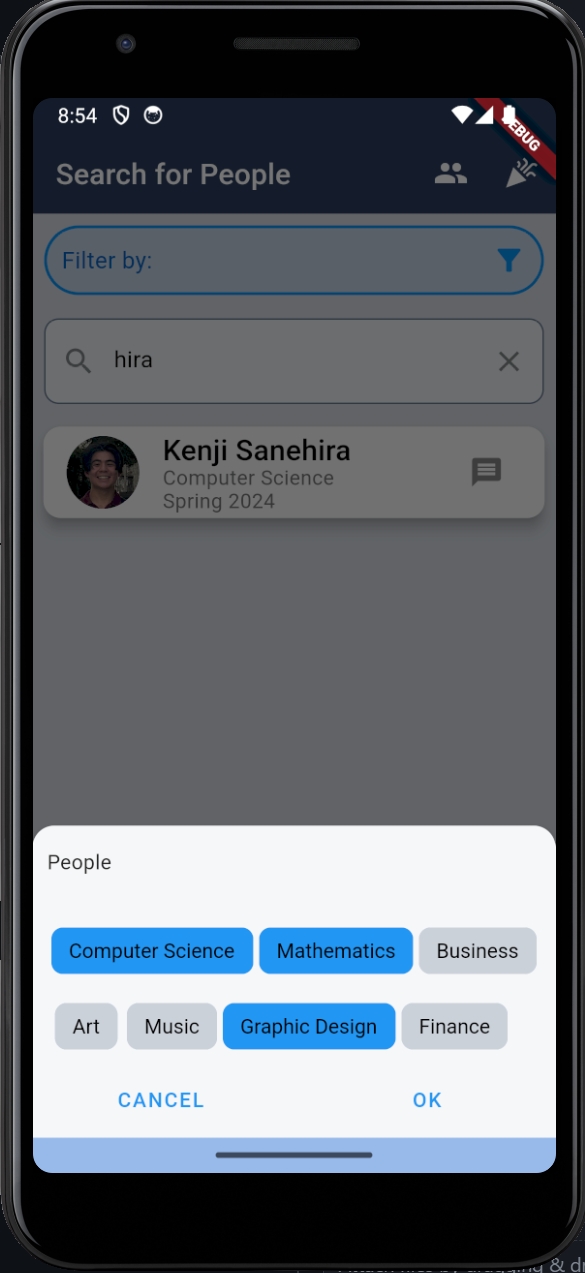 8:54
DEBUG
Search for People
Filter by:
hira
Kenji Sanehira
Computer Science
Spring 2024
People
Computer Science Mathematics Business
Art Music Graphic Design Finance
CANCEL OK